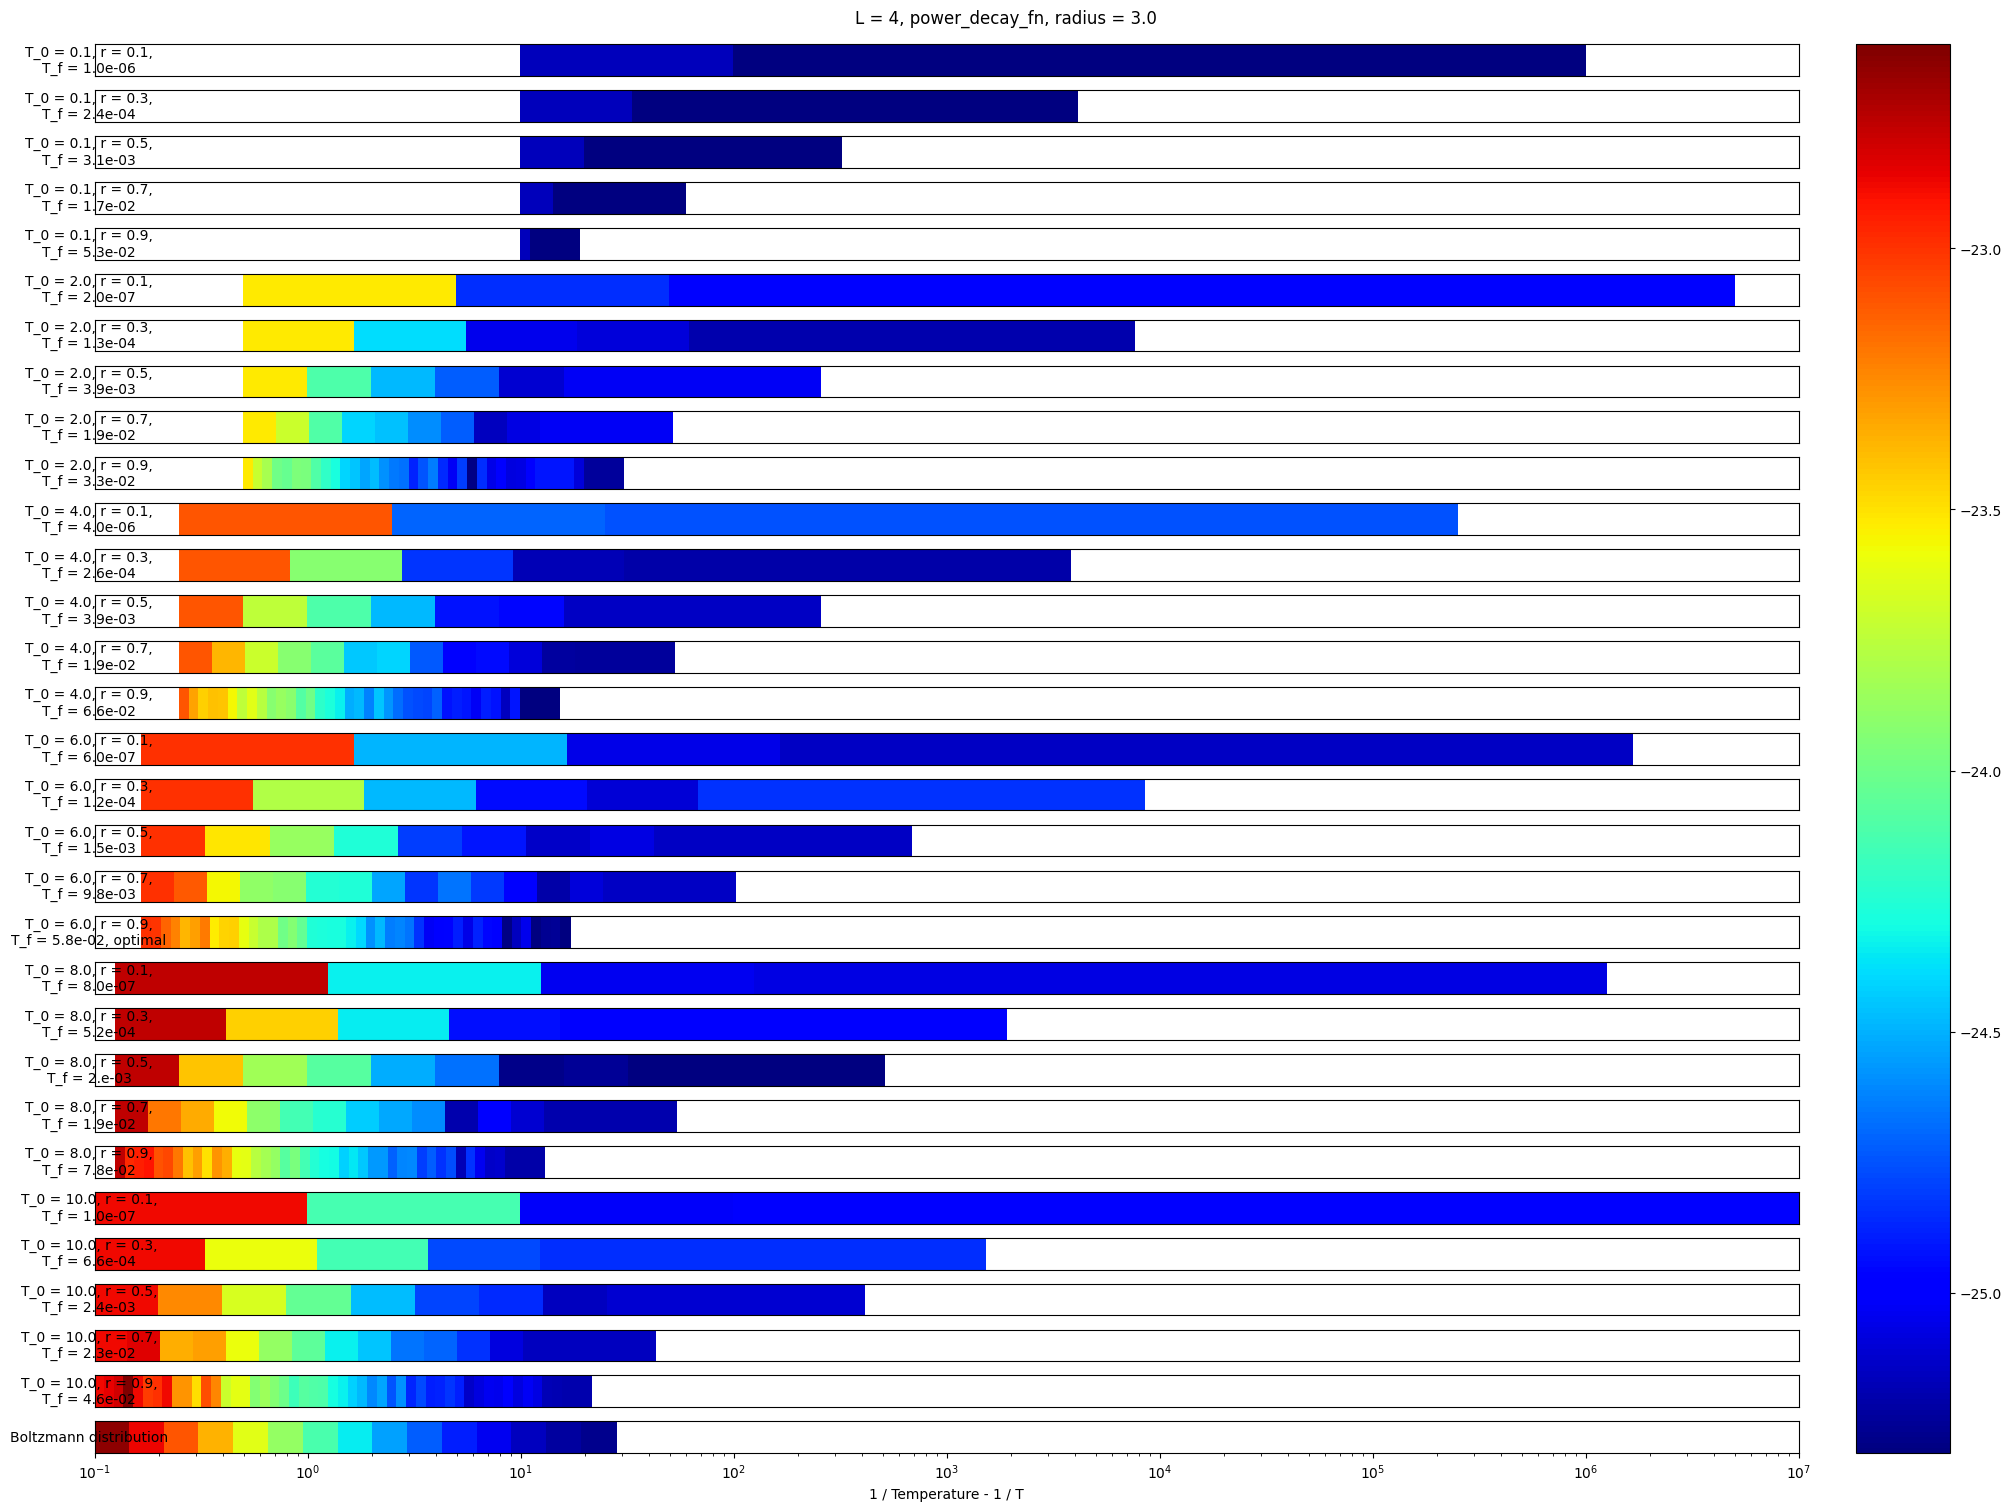 L = 4, power_decay_fn, radius = 3.0
T_0 = 0.1, r = 0.1,
T_f = 1.0e-06
T_0 = 0.1, r = 0.3,
T_f = 2.4e-04
T_0 = 0.1, r = 0.5,
T_f = 3.1e-03
T_0 = 0.1, r = 0.7,
T_f = 1.7e-02
T_0 = 0.1, r = 0.9,
T_f = 5.3e-02
T_0 = 2.0, r = 0.1,
T_f = 2.0e-07
T_0 = 2.0, r = 0.3,
T_f = 1.3e-04
T_0 = 2.0, r = 0.5,
T_f = 3.9e-03
T_0 = 2.0, r = 0.7,
T_f = 1.9e-02
T_0 = 2.0, r = 0.9,
T_f = 3.3e-02
T_0 = 4.0, r = 0.1,
T_f = 4.0e-06
T_0 = 4.0, r = 0.3,
T_f = 2.6e-04
T_0 = 4.0, r = 0.5,
T_f = 3.9e-03
T_0 = 4.0, r = 0.7,
T_f = 1.9e-02
T_0 = 4.0, r = 0.9,
T_f = 6.6e-02
T_0 = 6.0, r = 0.1,
T_f = 6.0e-07
T_0 = 6.0, r = 0.3,
T_f = 1.2e-04
T_0 = 6.0, r = 0.5,
T_f = 1.5e-03
T_0 = 6.0, r = 0.7,
T_f = 9.8e-03
T_0 = 6.0, r = 0.9,
T_f = 5.8e-02, optimal
T_0 = 8.0, r = 0.1,
T_f = 8.0e-07
T_0 = 8.0, r = 0.3,
T_f = 5.2e-04
T_0 = 8.0, r = 0.5,
T_f = 2.e-03
T_0 = 8.0, r = 0.7,
T_f = 1.9e-02
T_0 = 8.0, r = 0.9,
T_f = 7.8e-02
T_0 = 10.0, r = 0.1,
T_f = 1.0e-07
T_0 = 10.0, r = 0.3,
T_f = 6.6e-04
T_0 = 10.0, r = 0.5,
T_f = 2.4e-03
T_0 = 10.0, r = 0.7,
T_f = 2.3e-02
T_0 = 10.0, r = 0.9,
T_f = 4.6e-02
Boltzmann distribution
10⁻¹ 10⁰ 10¹ 10² 10³ 10⁴ 10⁵ 10⁶ 10⁷
1 / Temperature - 1 / T
−23.0
−23.5
−24.0
−24.5
−25.0